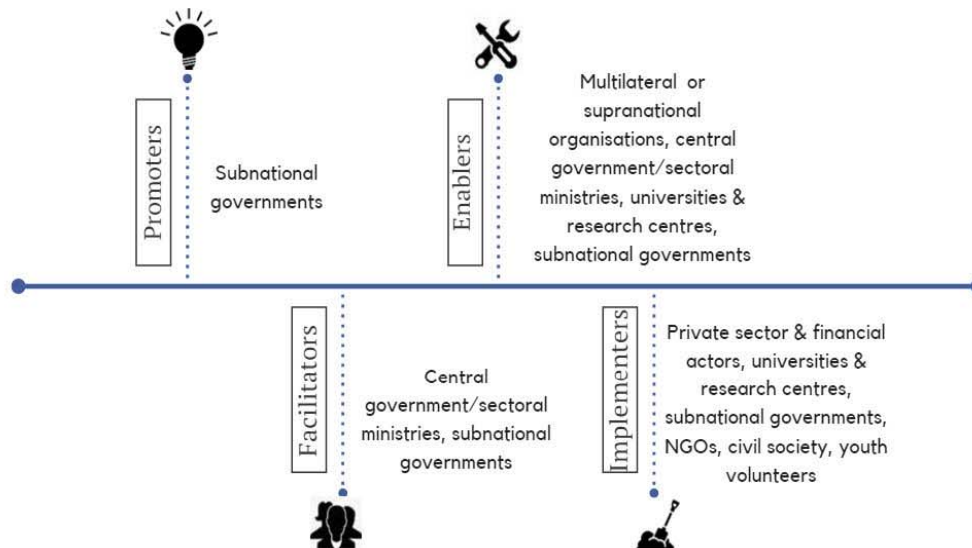 Promoters
Subnational
governments
Enablers
Multilateral or
supranational
organisations, central
government/sectoral
ministries, universities &
research centres,
subnational governments
Facilitators
Central
government/sectoral
ministries, subnational
governments
Implementers
Private sector & financial
actors, universities &
research centres,
subnational governments,
NGOs, civil society, youth
volunteers